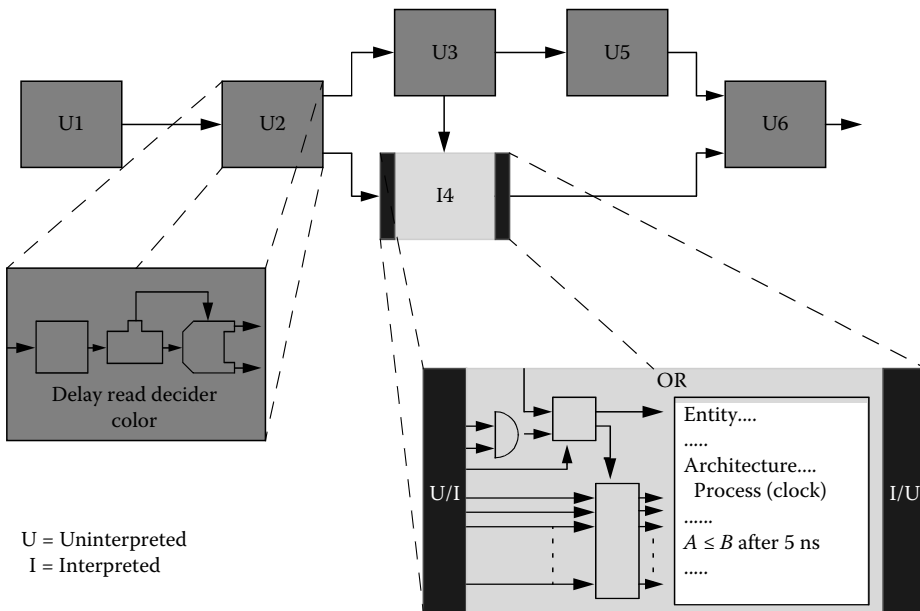 U3
U5
U1
U2
U6
I4
Delay read decider
color
OR
Entity....
.....
Architecture....
Process (clock)
......
A ≤ B after 5 ns
.....
U/I
I/U
U = Uninterpreted
I = Interpreted